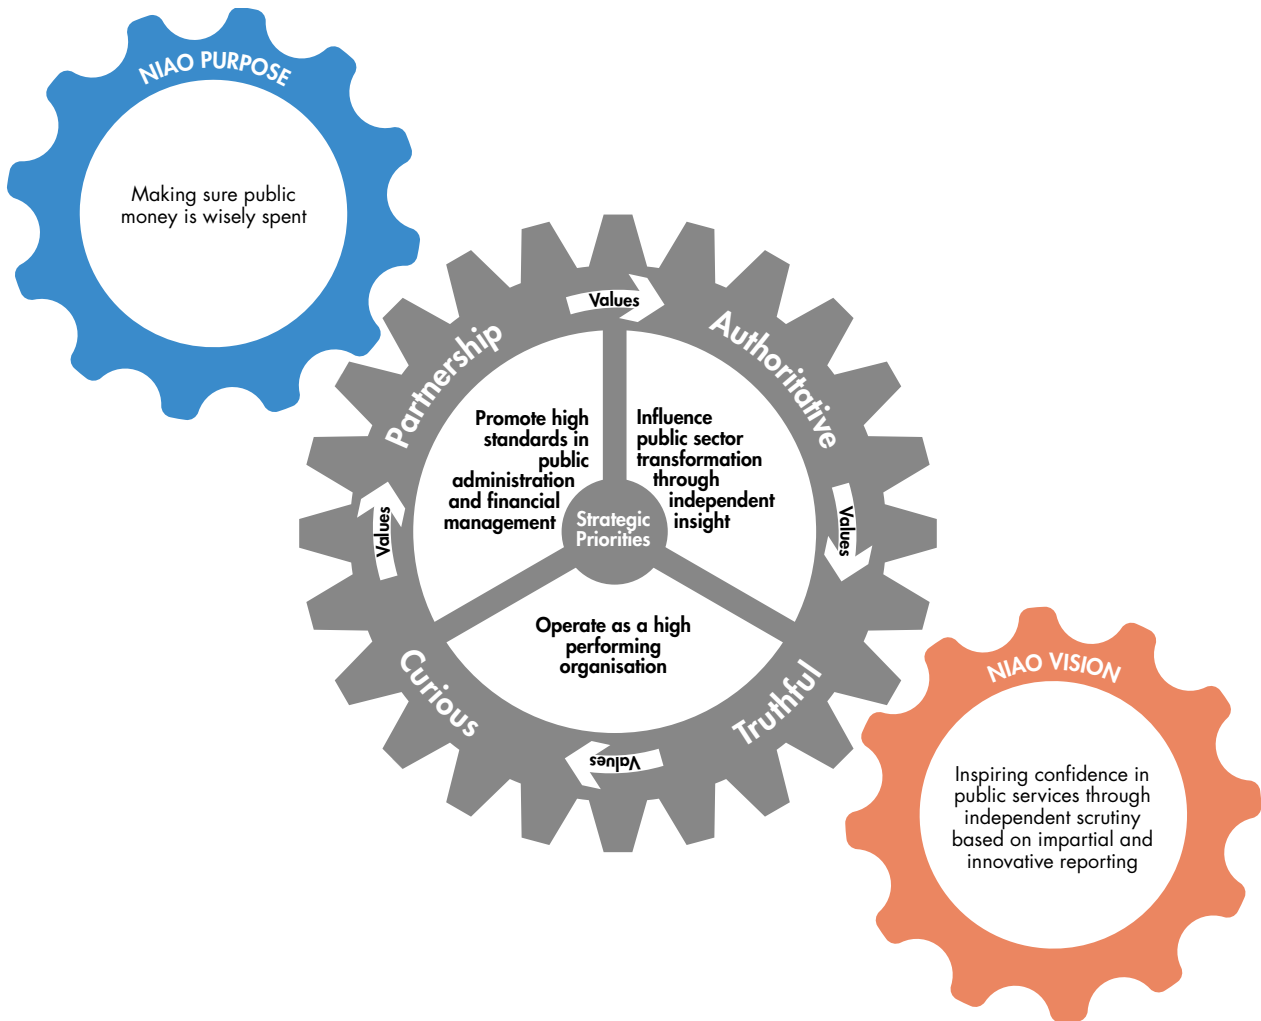 NIAO PURPOSE
Making sure public
money is wisely spent
Values
Partnership
Authoritative
Promote high
standards in
public
administration
and financial
management
Influence
public sector
transformation
through
independent
insight
Strategic
Priorities
Values
Values
Operate as a high
performing
organisation
Curious
Truthful
Values
NIAO VISION
Inspiring confidence in
public services through
independent scrutiny
based on impartial and
innovative reporting